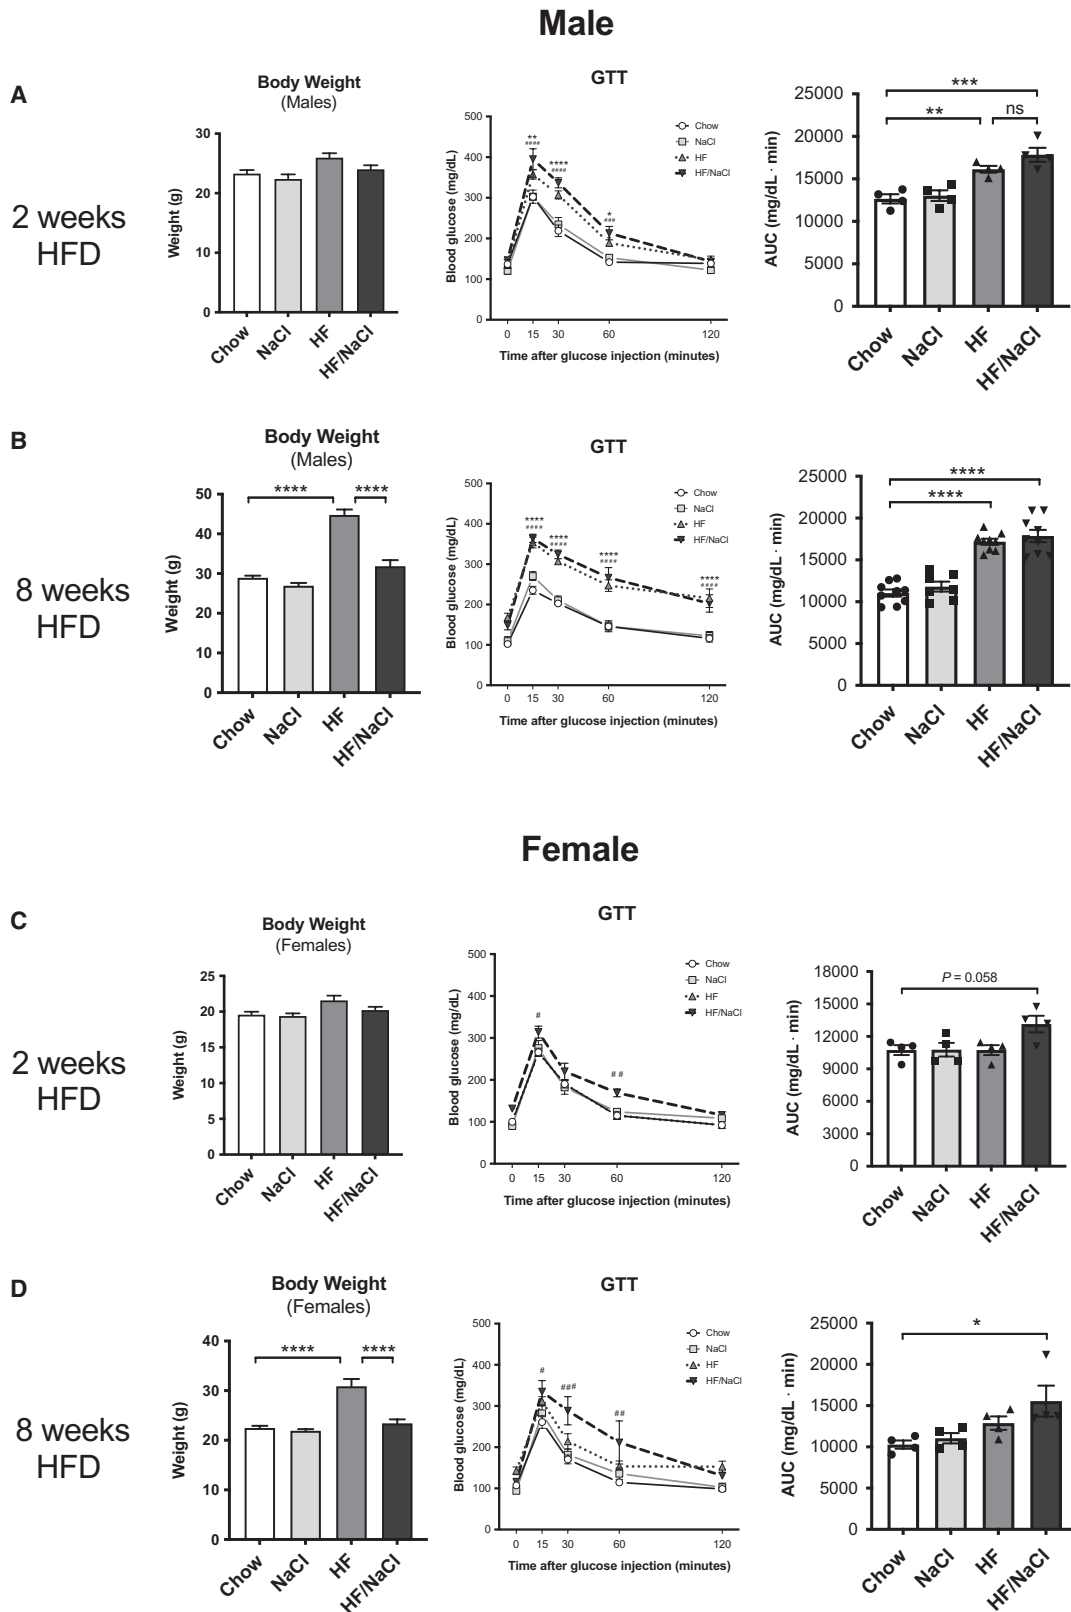 Male
A
2 weeks
HFD
Body Weight
(Males)
Weight (g)
30
20
10
0
Chow
NaCl
HF
HF/NaCl
GTT
Blood glucose (mg/dL)
500
400
300
200
100
0
**
####
****
####
*
###
Chow
NaCl
HF
HF/NaCl
0 15 30 60 120
Time after glucose injection (minutes)
AUC (mg/dL · min)
25000
20000
15000
10000
5000
0
***
**
ns
Chow
NaCl
HF
HF/NaCl
B
8 weeks
HFD
Body Weight
(Males)
Weight (g)
50
40
30
20
10
0
**** ****
Chow
NaCl
HF
HF/NaCl
GTT
Blood glucose (mg/dL)
500
400
300
200
100
0
****
####
****
####
****
####
****
####
Chow
NaCl
HF
HF/NaCl
0 15 30 60 120
Time after glucose injection (minutes)
AUC (mg/dL · min)
25000
20000
15000
10000
5000
0
****
****
Chow
NaCl
HF
HF/NaCl
Female
C
2 weeks
HFD
Body Weight
(Females)
Weight (g)
25
20
15
10
5
0
Chow
NaCl
HF
HF/NaCl
GTT
Blood glucose (mg/dL)
500
400
300
200
100
0
#
# #
Chow
NaCl
HF
HF/NaCl
0 15 30 60 120
Time after glucose injection (minutes)
AUC (mg/dL · min)
18000
15000
12000
9000
6000
3000
0
P = 0.058
Chow
NaCl
HF
HF/NaCl
D
8 weeks
HFD
Body Weight
(Females)
Weight (g)
40
30
20
10
0
**** ****
Chow
NaCl
HF
HF/NaCl
GTT
Blood glucose (mg/dL)
500
400
300
200
100
0
#
###
##
Chow
NaCl
HF
HF/NaCl
0 15 30 60 120
Time after glucose injection (minutes)
AUC (mg/dL · min)
25000
20000
15000
10000
5000
0
*
Chow
NaCl
HF
HF/NaCl